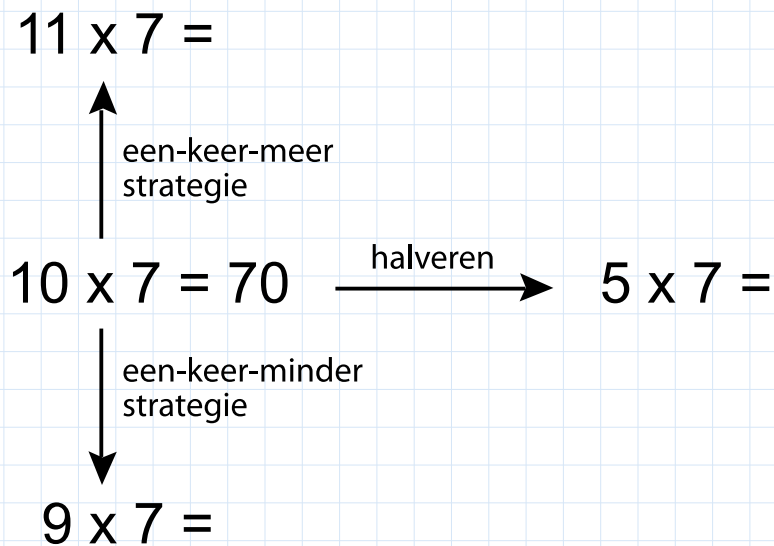 11 x 7 =
een-keer-meer
strategie
10 x 7 = 70
halveren
5 x 7 =
een-keer-minder
strategie
9 x 7 =